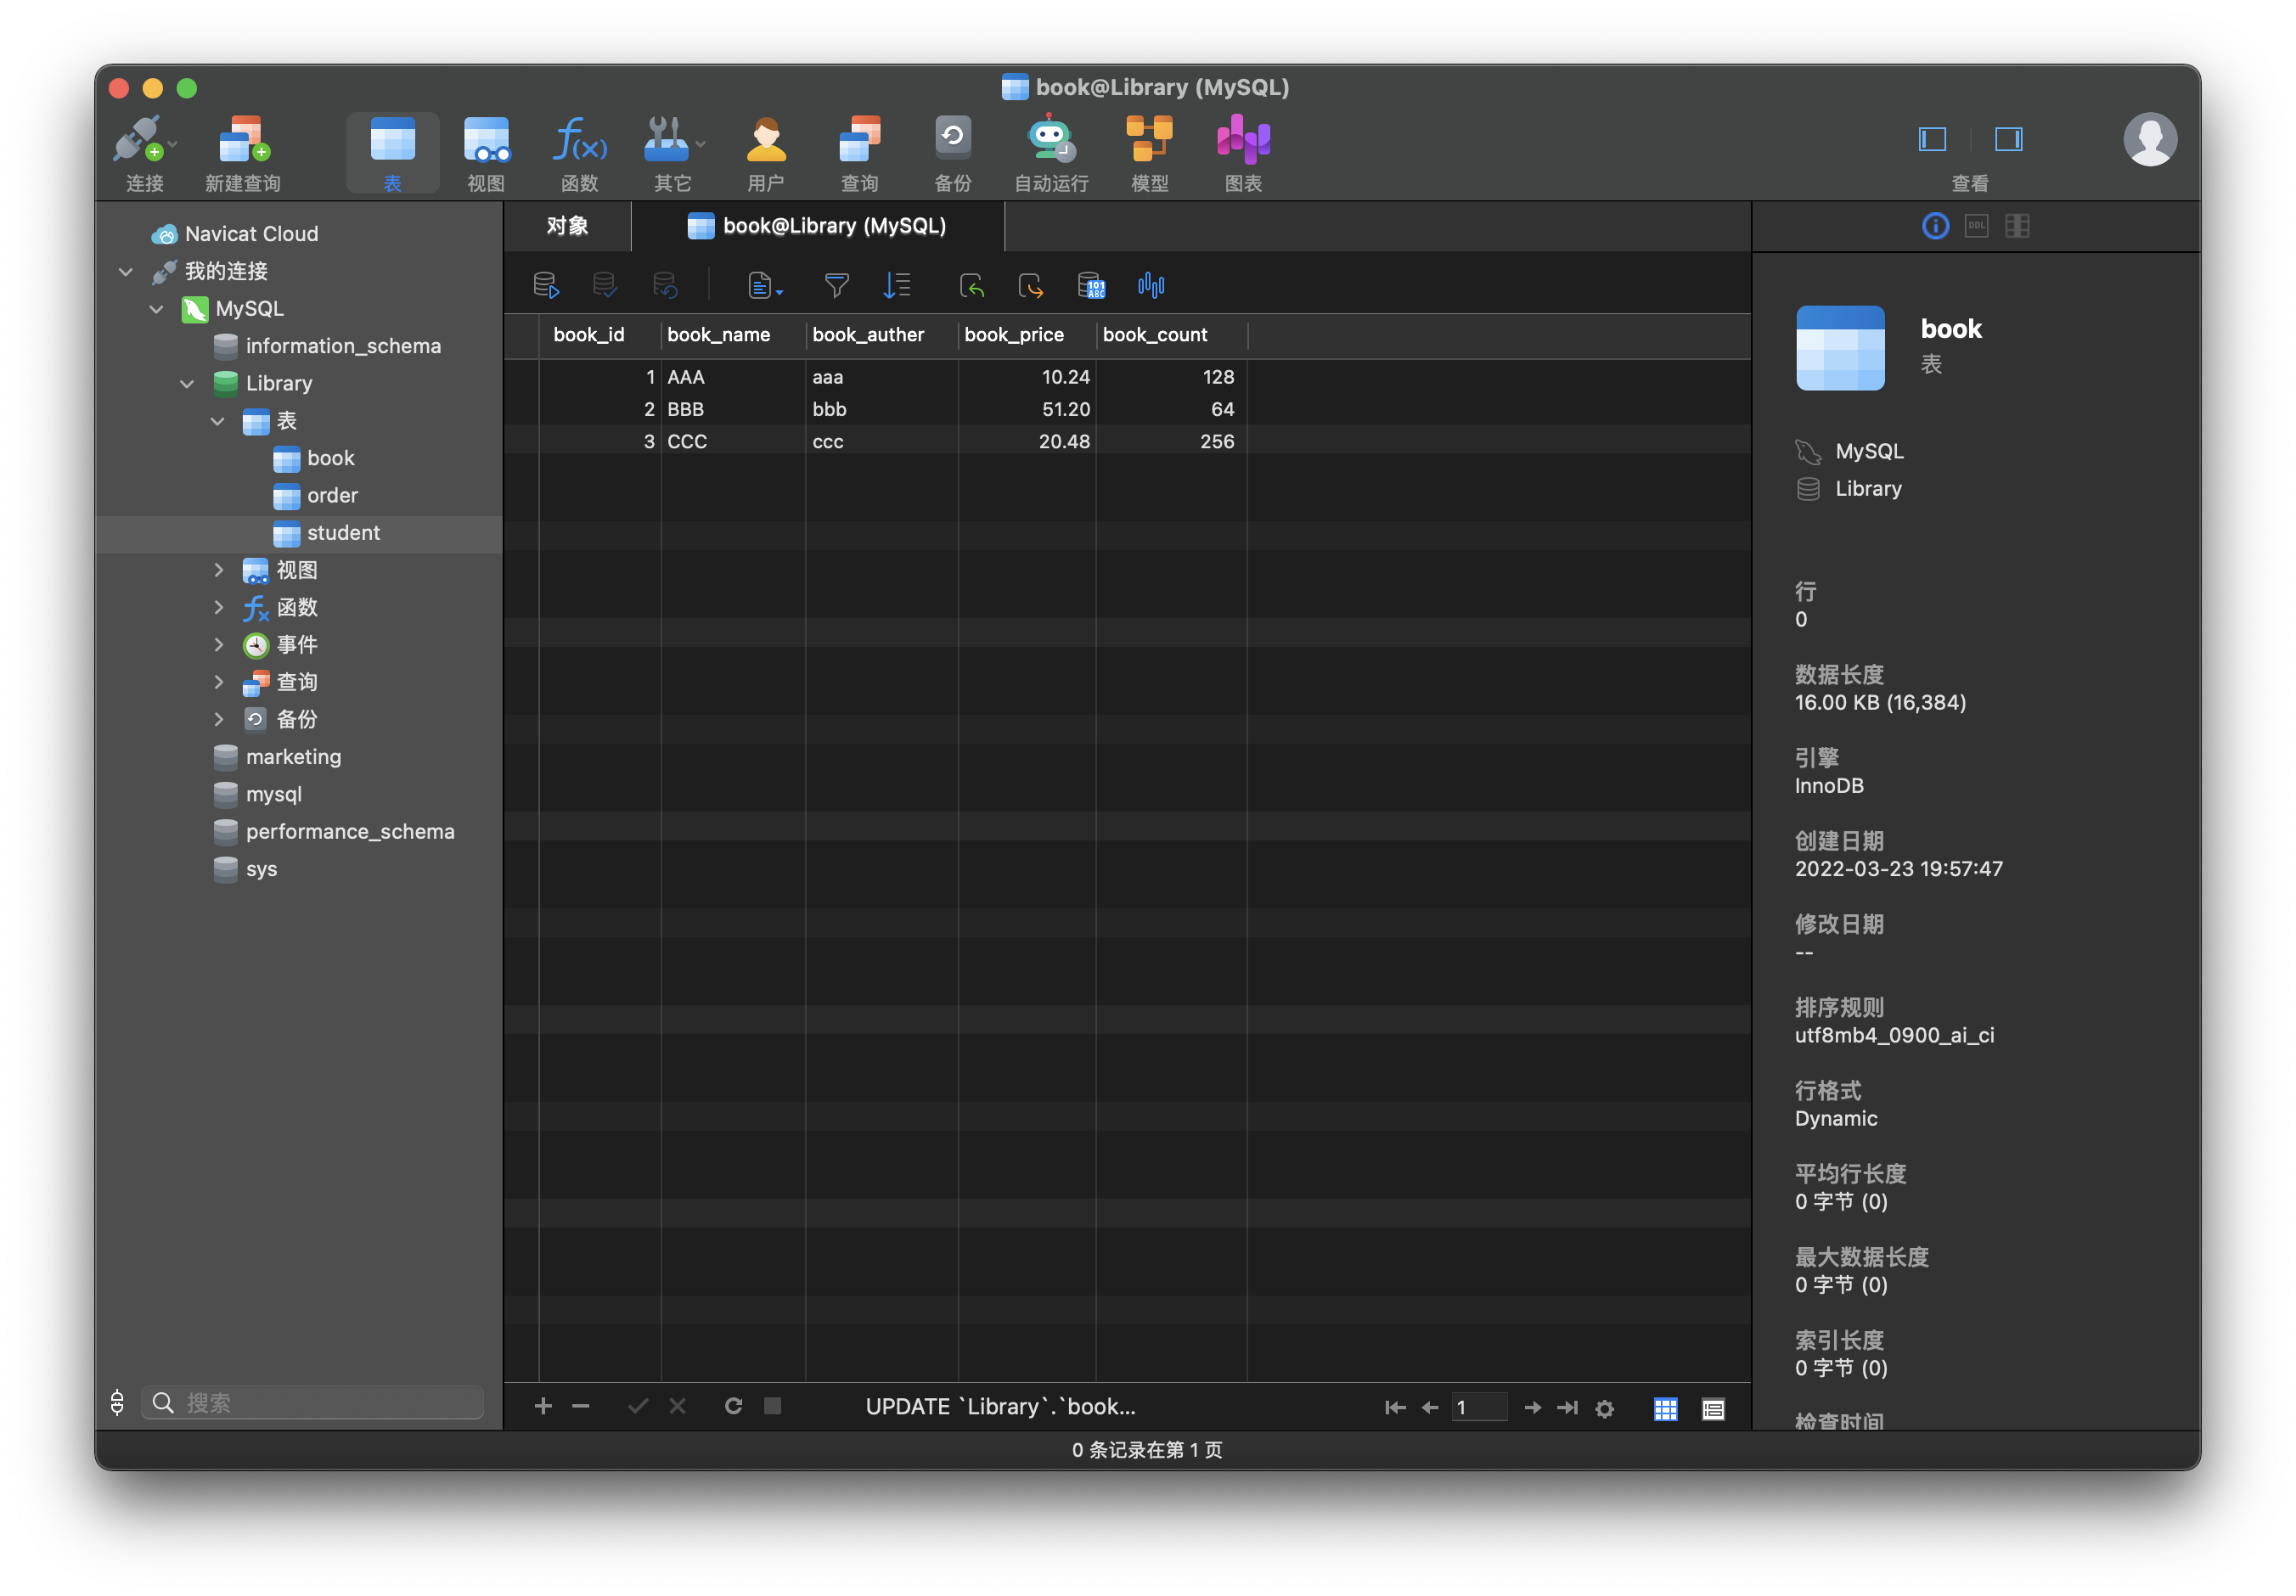 book@Library (MySQL)
连接
新建查询
表
视图
f(x)
函数
其它
用户
查询
备份
自动运行
模型
图表
查看
Navicat Cloud
我的连接
MySQL
information_schema
Library
表
book
order
student
视图
fx
函数
事件
查询
备份
marketing
mysql
performance_schema
sys
搜索
对象
book@Library (MySQL)
101
ABC
book_id book_name book_auther book_price book_count
1 AAA aaa 10.24 128
2 BBB bbb 51.20 64
3 CCC ccc 20.48 256
UPDATE `Library`.`book...
1
DDL
book
表
MySQL
Library
行
0
数据长度
16.00 KB (16,384)
引擎
InnoDB
创建日期
2022-03-23 19:57:47
修改日期
--
排序规则
utf8mb4_0900_ai_ci
行格式
Dynamic
平均行长度
0 字节 (0)
最大数据长度
0 字节 (0)
索引长度
0 字节 (0)
检查时间
0 条记录在第 1 页